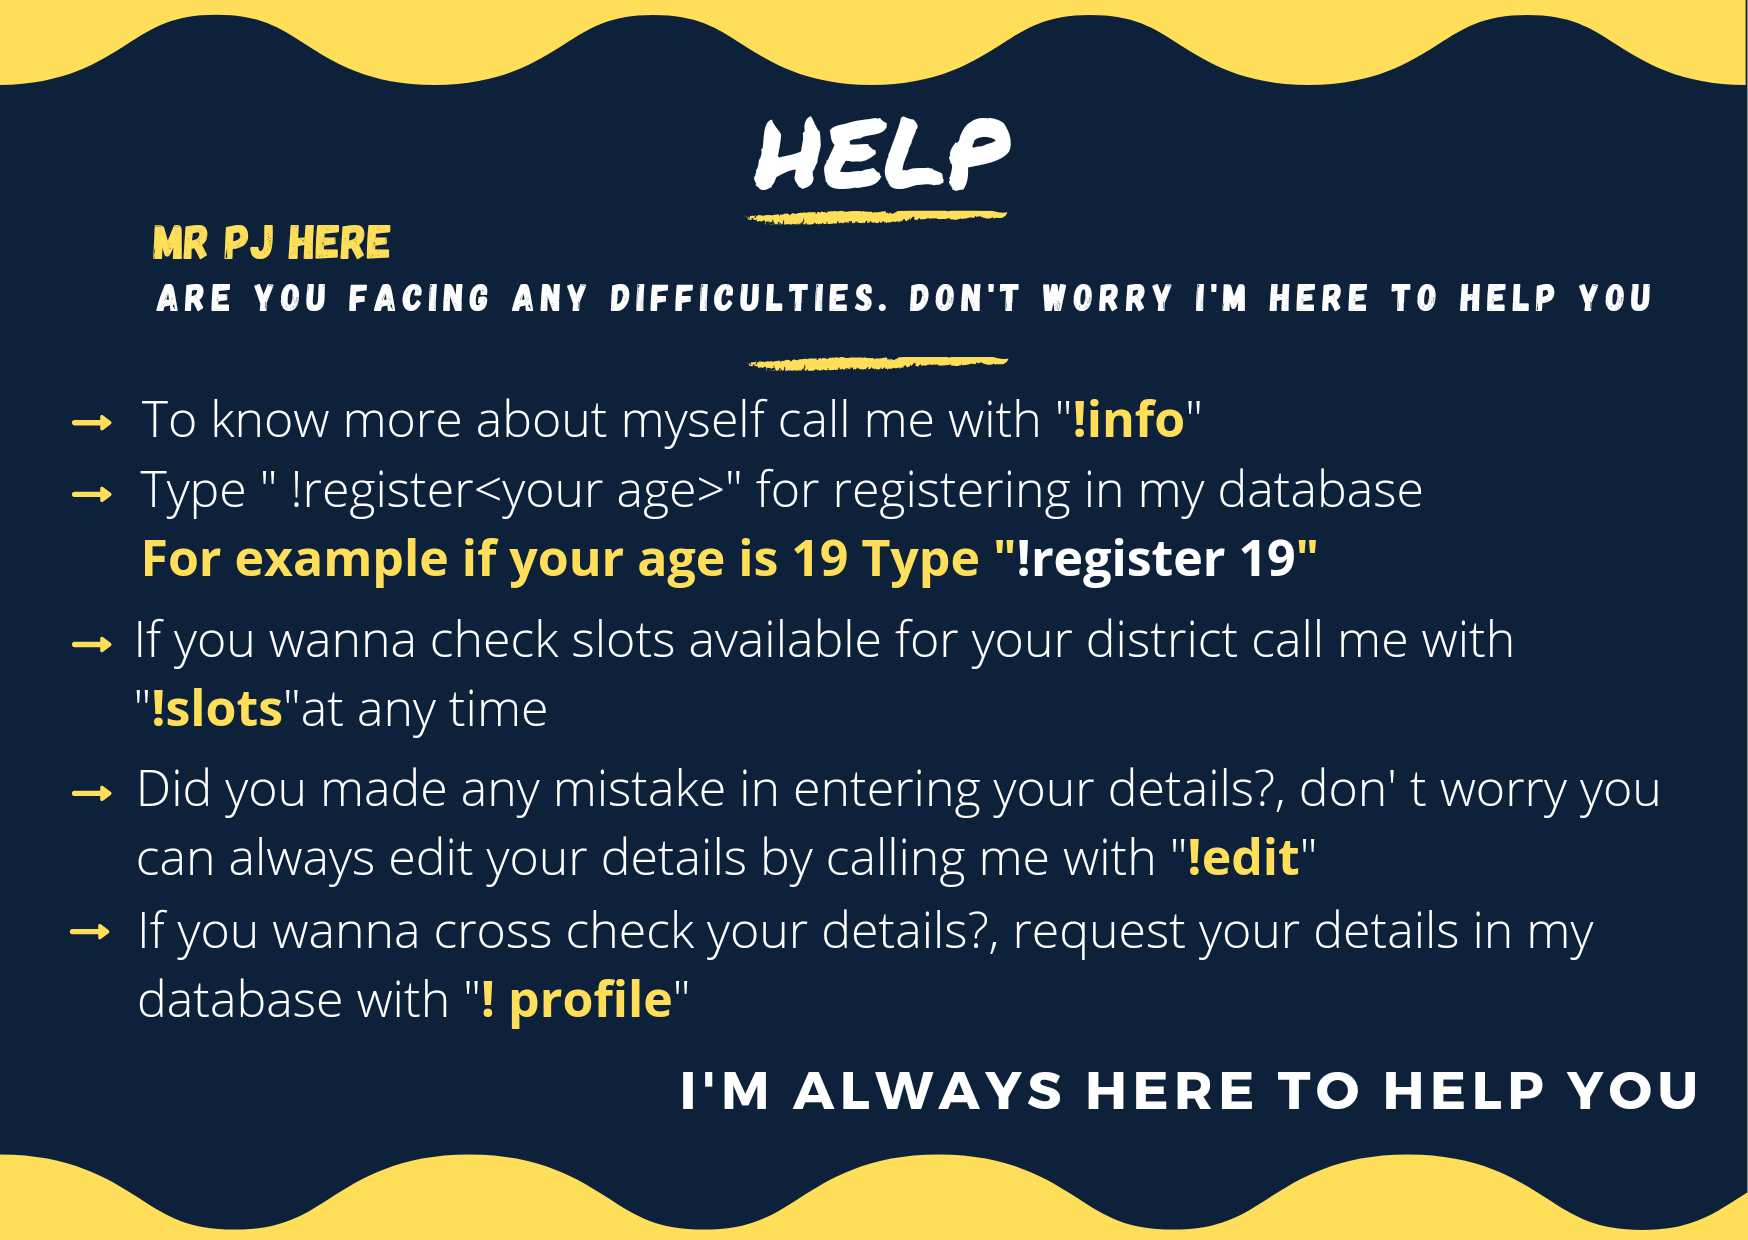 HELP
MR PJ HERE
ARE YOU FACING ANY DIFFICULTIES. DON'T WORRY I'M HERE TO HELP YOU
To know more about myself call me with "!info"
Type " !register<your age>" for registering in my database
For example if your age is 19 Type "!register 19"
If you wanna check slots available for your district call me with
"!slots"at any time
Did you made any mistake in entering your details?, don' t worry you
can always edit your details by calling me with "!edit"
If you wanna cross check your details?, request your details in my
database with "! profile"
I'M ALWAYS HERE TO HELP YOU